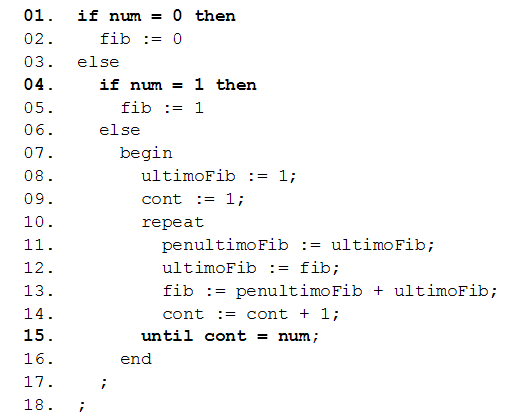 01. if num = 0 then
02. fib := 0
03. else
04. if num = 1 then
05. fib := 1
06. else
07. begin
08. ultimoFib := 1;
09. cont := 1;
10. repeat
11. penultimoFib := ultimoFib;
12. ultimoFib := fib;
13. fib := penultimoFib + ultimoFib;
14. cont := cont + 1;
15. until cont = num;
16. end
17. ;
18. ;